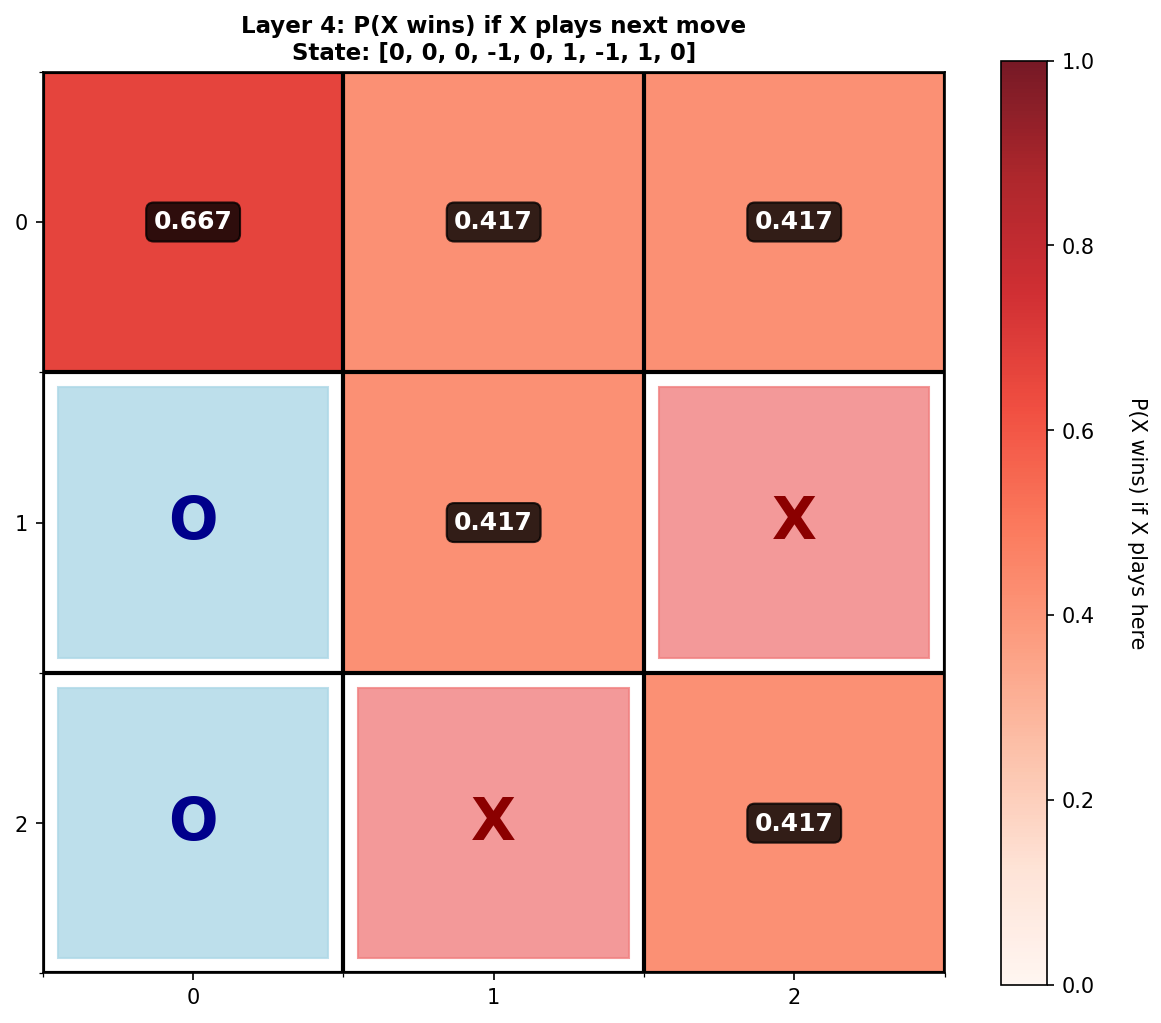 Layer 4: P(X wins) if X plays next move
State: [0, 0, 0, -1, 0, 1, -1, 1, 0]
0
0.667
0.417
0.417
1
O
0.417
X
2
O
X
0.417
0
1
2
1.0
0.8
0.6
0.4
0.2
0.0
P(X wins) if X plays here